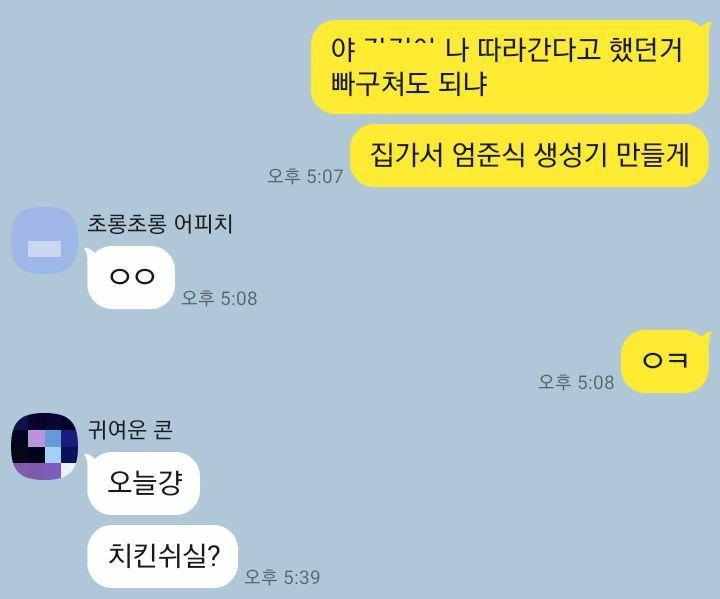 야 나 따라간다고 했던거
빠구쳐도 되냐
집가서 엄준식 생성기 만들게
오후 5:07
초롱초롱 어피치
ㅇㅇ
오후 5:08
ㅇㅋ
오후 5:08
귀여운 콘
오늘걍
치킨쉬실?
오후 5:39